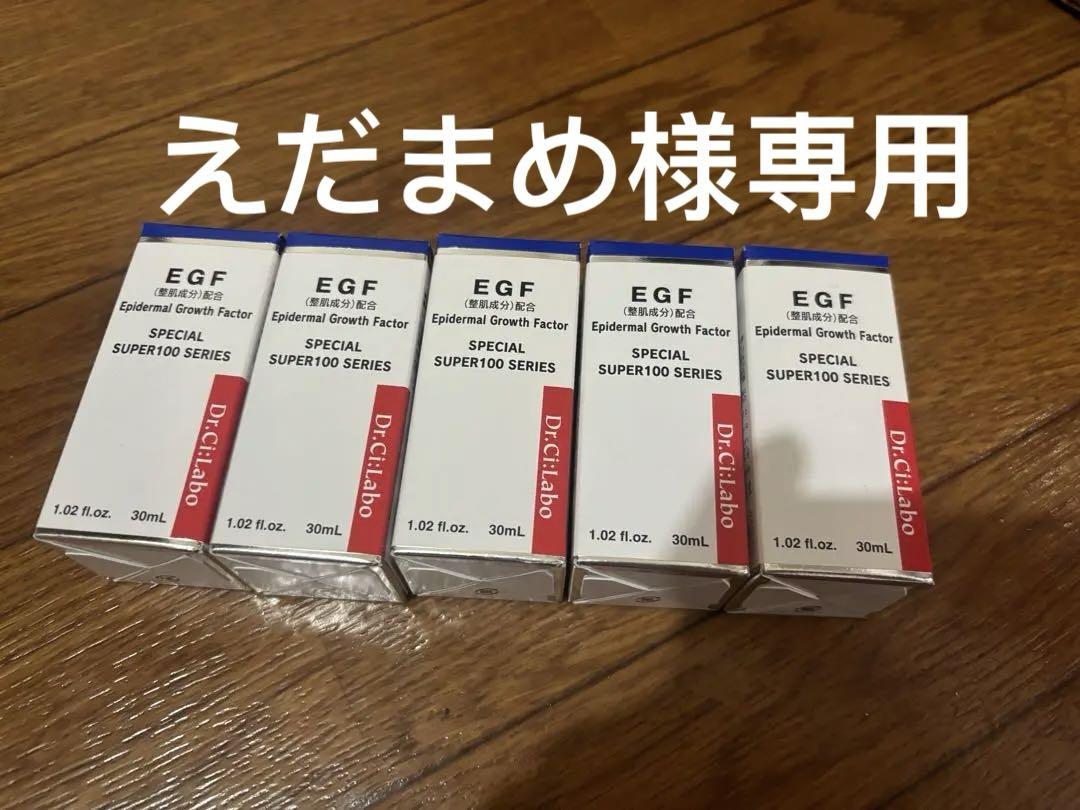 えだまめ様専用
EGF
(整肌成分)配合
Epidermal Growth Factor
SPECIAL
SUPER100 SERIES
Dr.Ci:Labo
1.02 fl.oz. 30mL
EGF
(整肌成分)配合
Epidermal Growth Factor
SPECIAL
SUPER100 SERIES
Dr.Ci:Labo
1.02 fl.oz. 30mL
EGF
(整肌成分)配合
Epidermal Growth Factor
SPECIAL
SUPER100 SERIES
Dr.Ci:Labo
1.02 fl.oz. 30mL
EGF
(整肌成分)配合
Epidermal Growth Factor
SPECIAL
SUPER100 SERIES
Dr.Ci:Labo
1.02 fl.oz. 30mL
EGF
(整肌成分)配合
Epidermal Growth Factor
SPECIAL
SUPER100 SERIES
Dr.Ci:Labo
1.02 fl.oz. 30mL